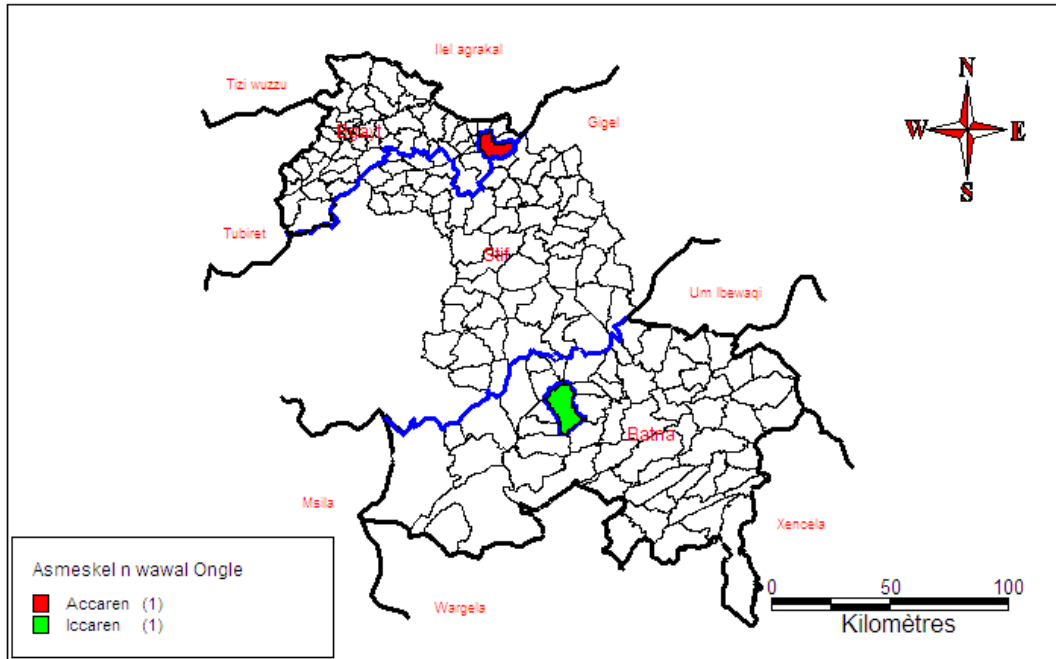 Ilel agrakal
Tizi wuzzu
N
Gigel
Bgayt
W
E
S
Tubiret
Stif
Um lbewaqi
Batna
Msila
Xencela
Asmeskel n wawal Ongle
Accaren (1)
Iccaren (1)
Wargela
0 50 100
Kilomètres